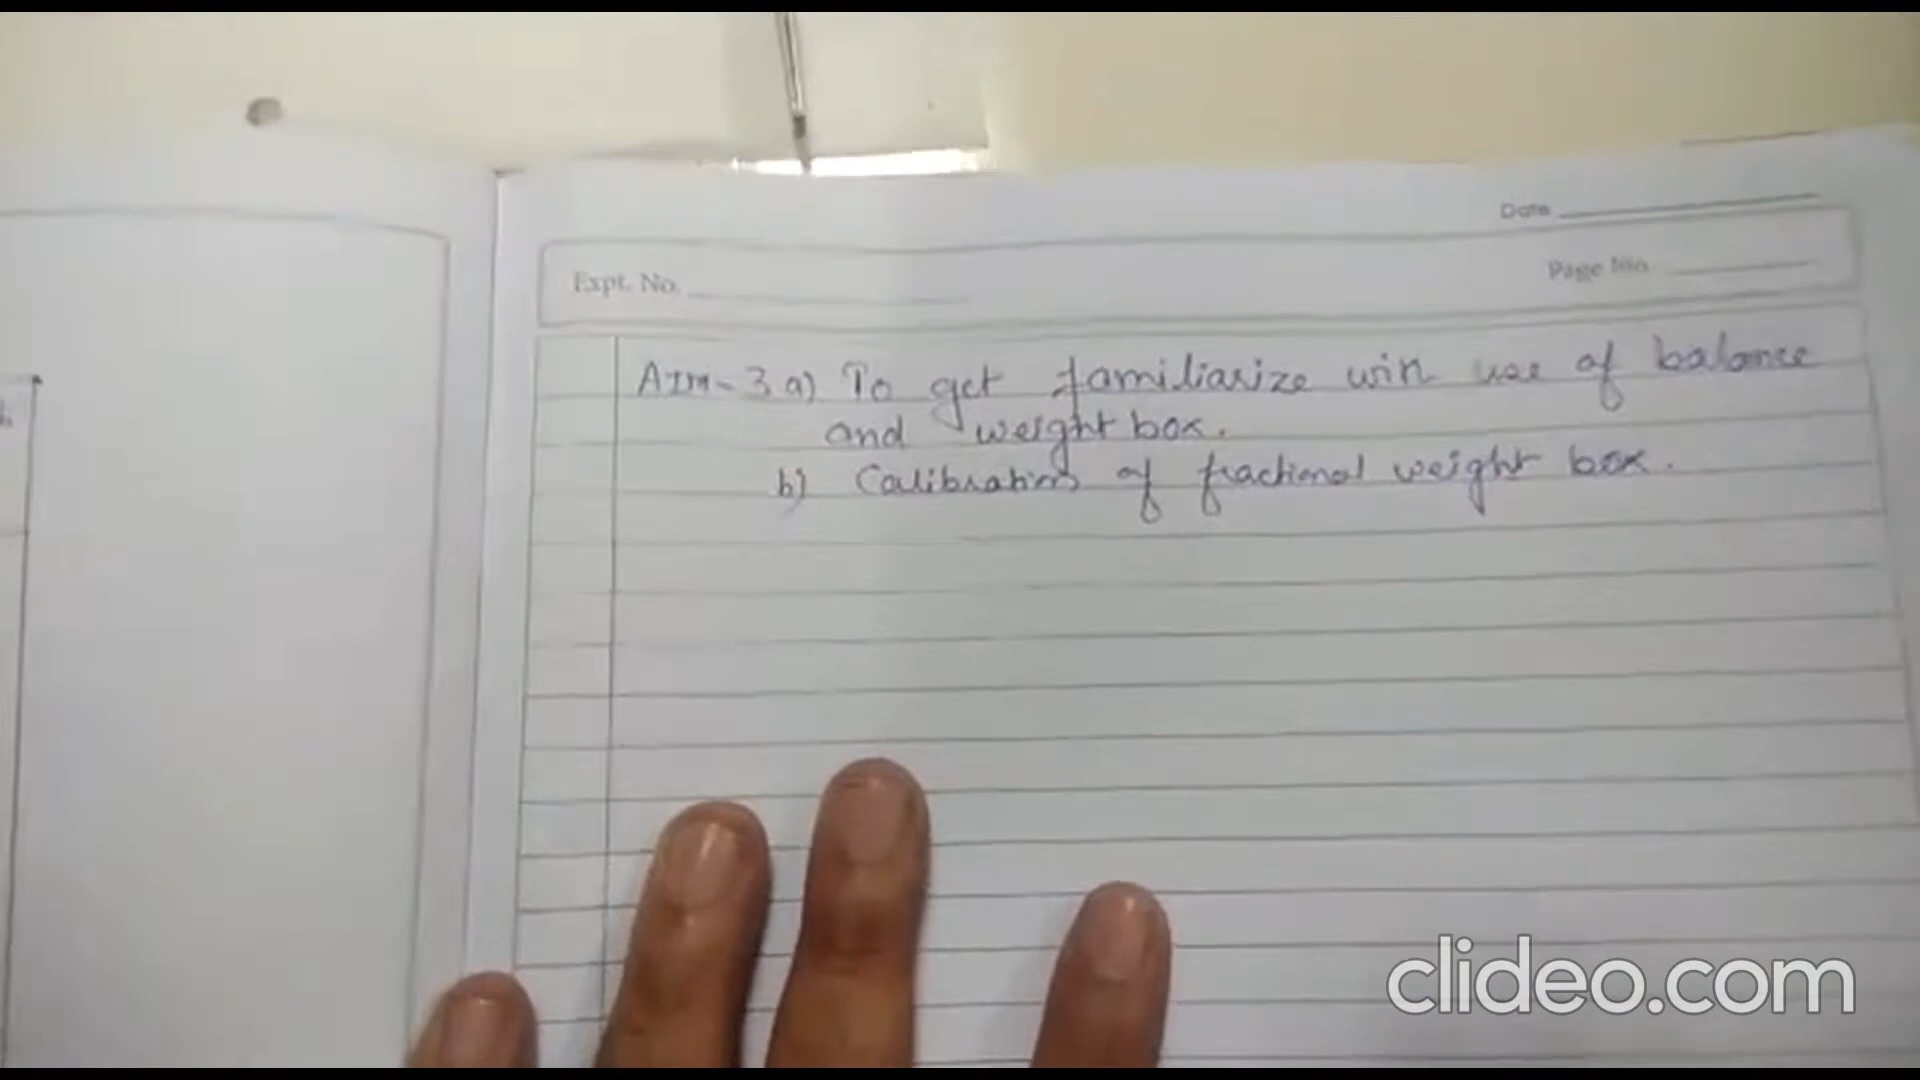 Date
Expt. No.
Page No.
AIM- 3. a) To get familiarize with use of balance
and weight box.
b) Calibration of fractional weight box.
clideo.com